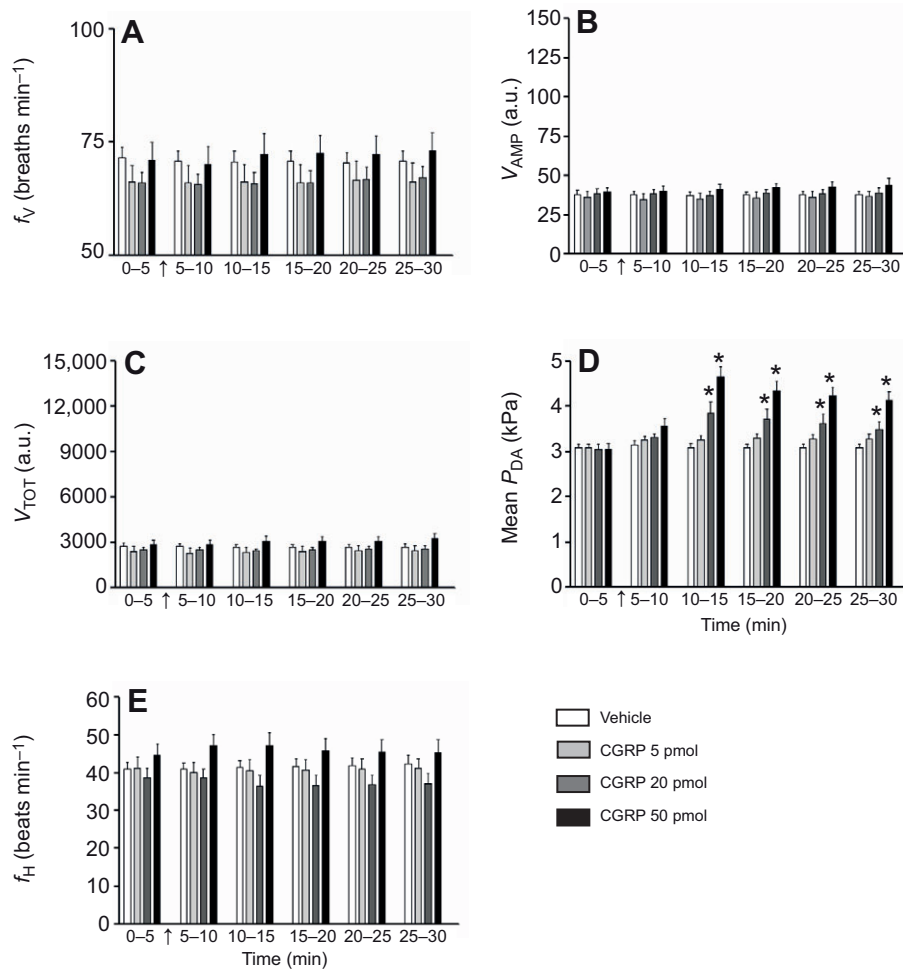 A
100
75
50
fV (breaths min−1)
0–5 ↑ 5–10 10–15 15–20 20–25 25–30
B
150
125
100
75
50
25
0
VAMP (a.u.)
0–5 ↑ 5–10 10–15 15–20 20–25 25–30
C
15,000
12,000
9000
6000
3000
0
VTOT (a.u.)
0–5 ↑ 5–10 10–15 15–20 20–25 25–30
D
5
4
3
2
1
0
Mean PDA (kPa)
* * * * * * * *
0–5 ↑ 5–10 10–15 15–20 20–25 25–30
Time (min)
E
60
50
40
30
20
10
0
fH (beats min−1)
0–5 ↑ 5–10 10–15 15–20 20–25 25–30
Time (min)
Vehicle
CGRP 5 pmol
CGRP 20 pmol
CGRP 50 pmol